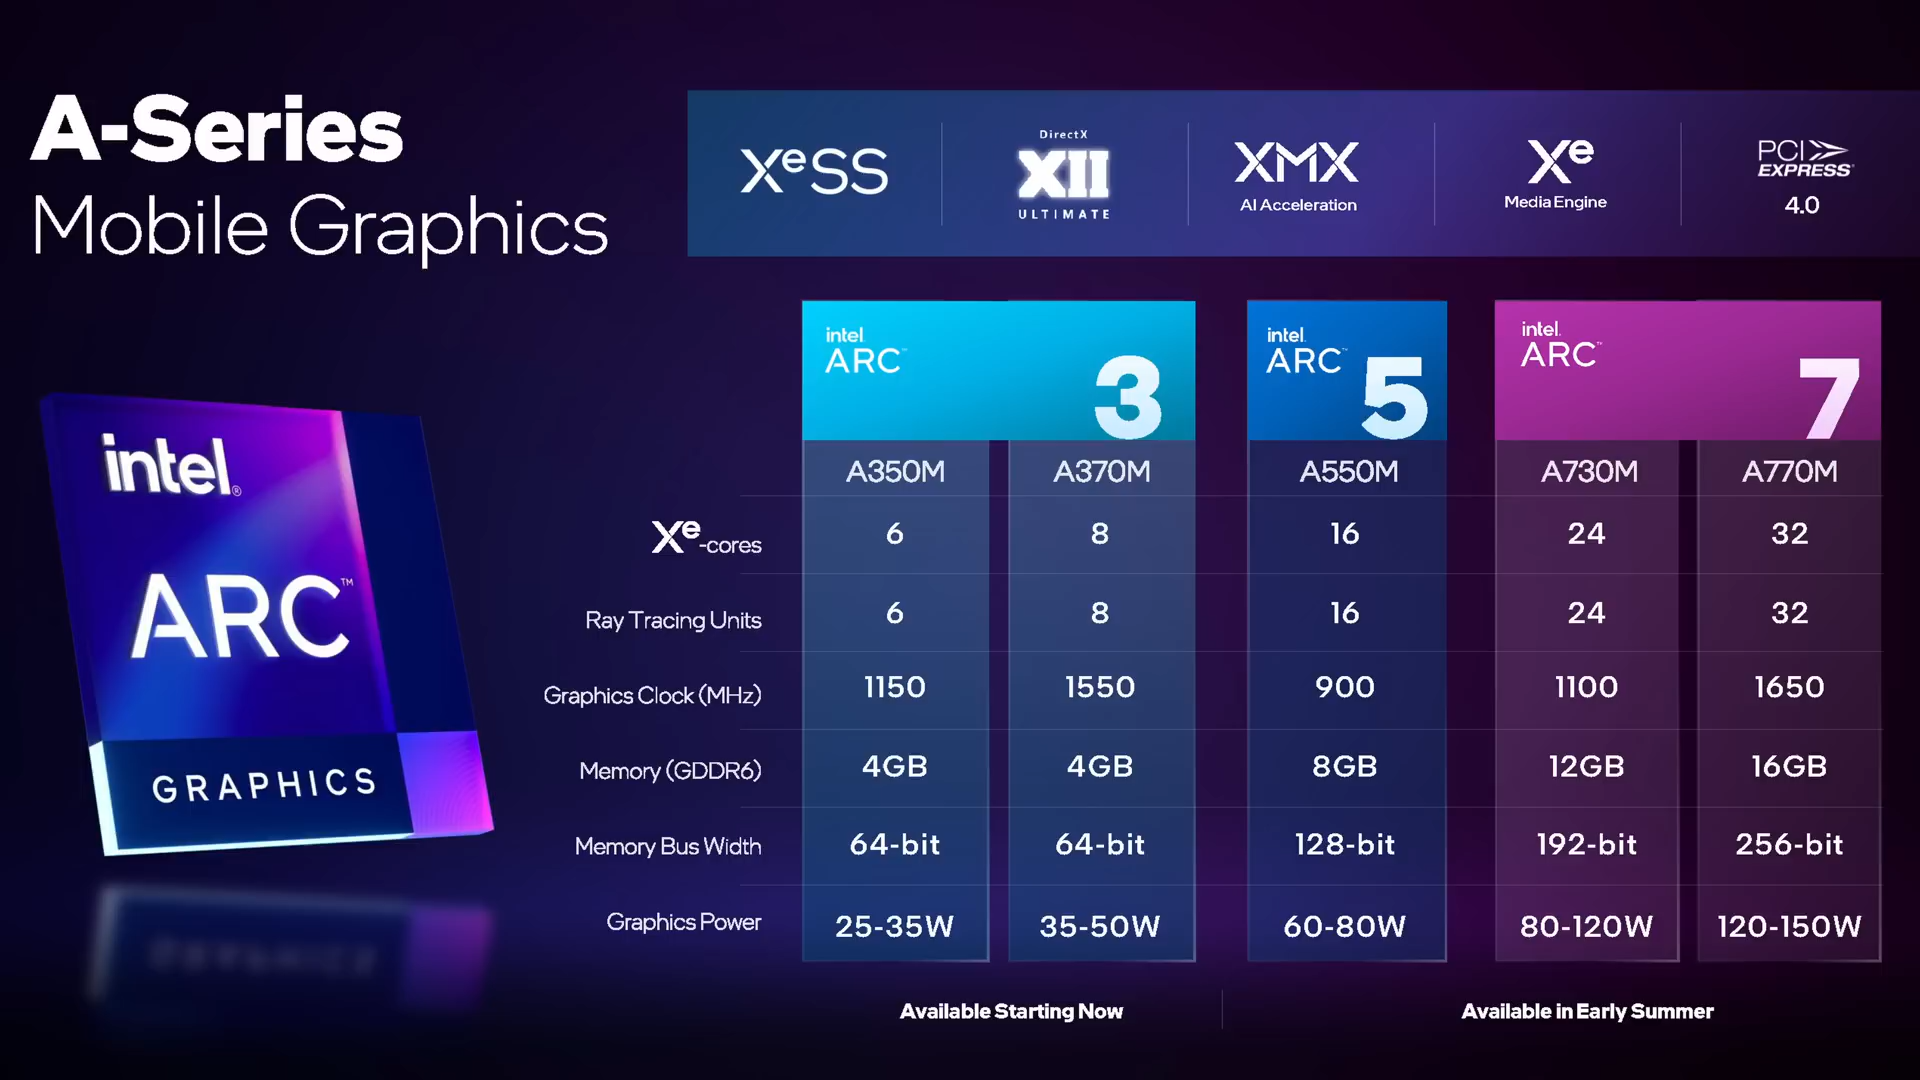 A-Series
Mobile Graphics
XeSS
DirectX
XII
ULTIMATE
XMX
AI Acceleration
Xe
Media Engine
PCI
EXPRESS®
4.0
intel®
ARC™
GRAPHICS
intel.
ARC™
3
intel.
ARC™
5
intel.
ARC™
7
A350M A370M A550M A730M A770M
Xe-cores 6 8 16 24 32
Ray Tracing Units 6 8 16 24 32
Graphics Clock (MHz) 1150 1550 900 1100 1650
Memory (GDDR6) 4GB 4GB 8GB 12GB 16GB
Memory Bus Width 64-bit 64-bit 128-bit 192-bit 256-bit
Graphics Power 25-35W 35-50W 60-80W 80-120W 120-150W
Available Starting Now
Available in Early Summer